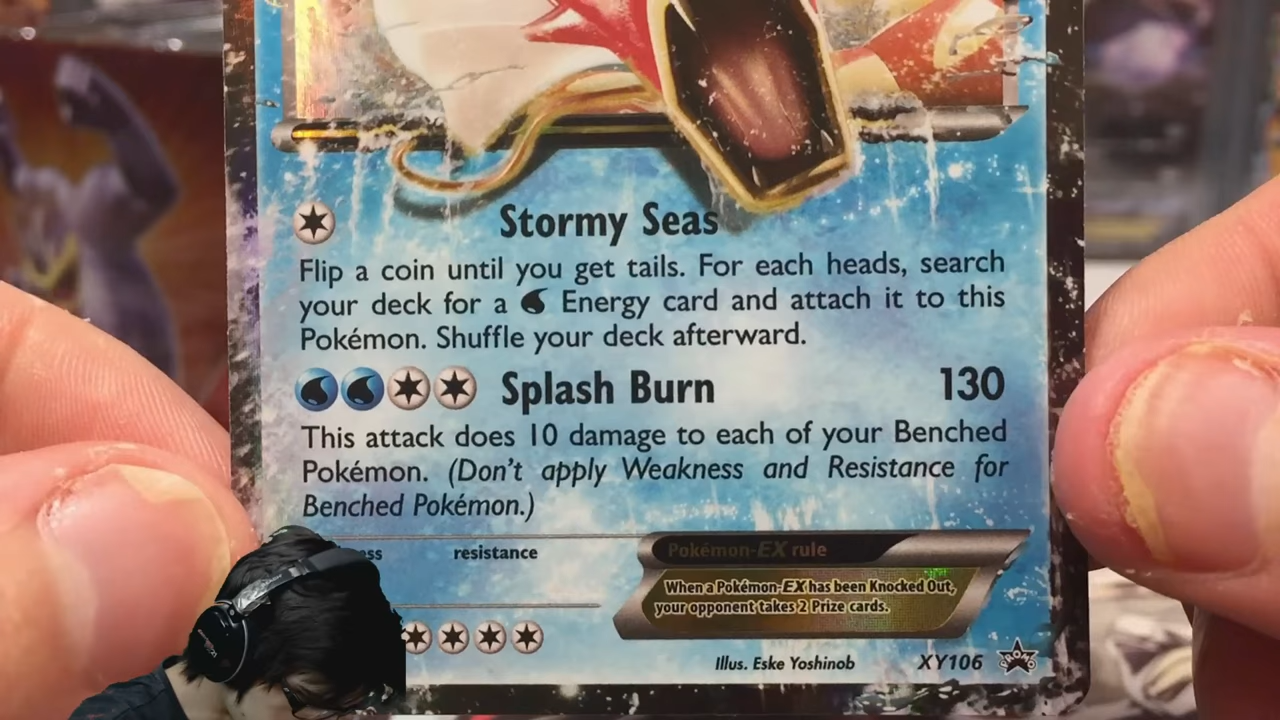 Stormy Seas
Flip a coin until you get tails. For each heads, search
your deck for a Energy card and attach it to this
Pokémon. Shuffle your deck afterward.
Splash Burn 130
This attack does 10 damage to each of your Benched
Pokémon. (Don't apply Weakness and Resistance for
Benched Pokémon.)
resistance
Pokémon-EX rule
When a Pokémon-EX has been Knocked Out,
your opponent takes 2 Prize cards.
Illus. Eske Yoshinob XY106 PROMO